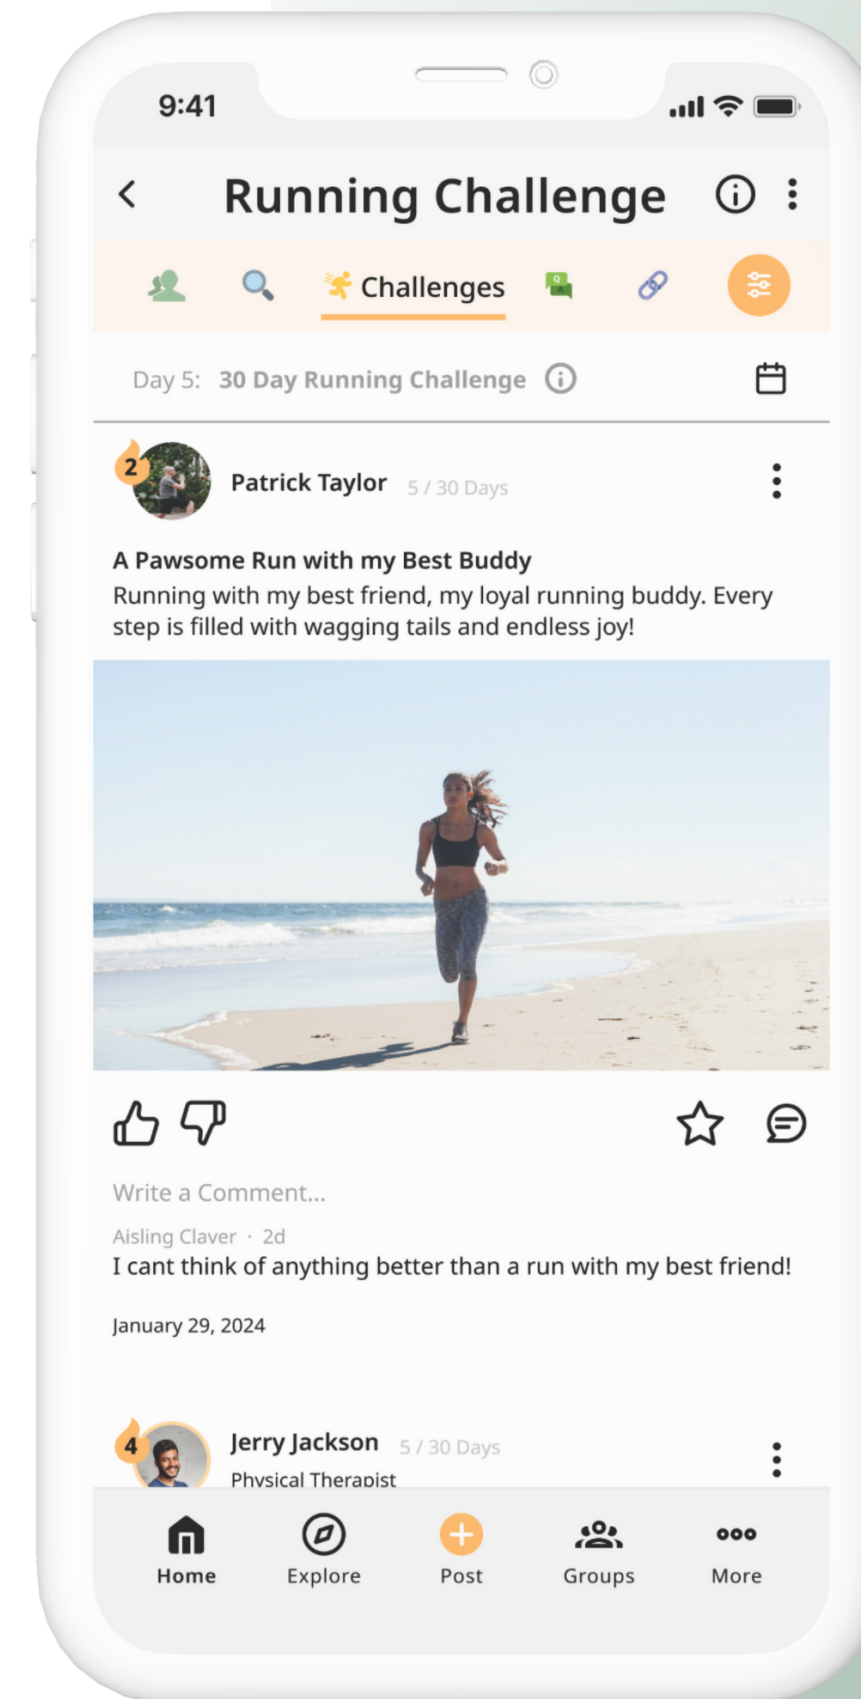 9:41
Running Challenge
Challenges
Q
A
Day 5: 30 Day Running Challenge
2
Patrick Taylor 5 / 30 Days
A Pawsome Run with my Best Buddy
Running with my best friend, my loyal running buddy. Every
step is filled with wagging tails and endless joy!
Write a Comment...
Aisling Claver · 2d
I cant think of anything better than a run with my best friend!
January 29, 2024
4
Jerry Jackson 5 / 30 Days
Physical Therapist
Home Explore Post Groups More